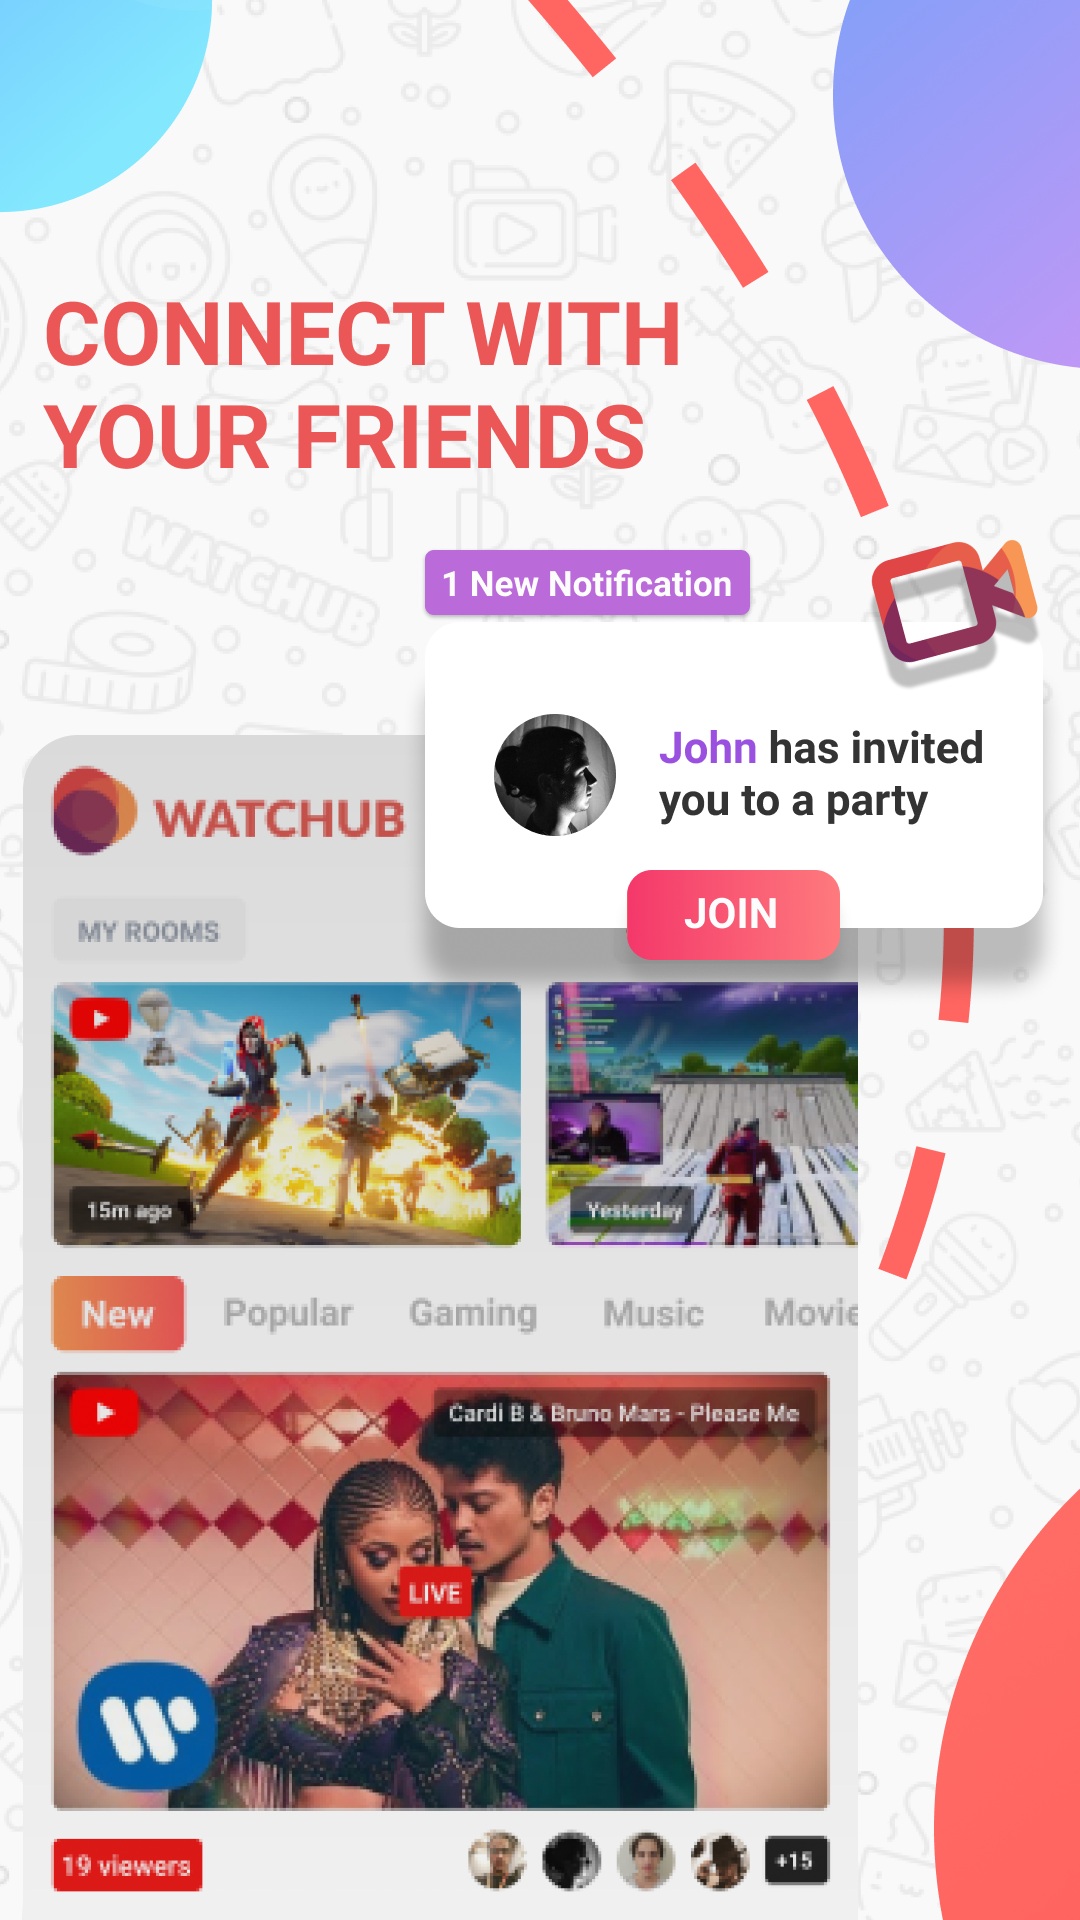 CONNECT WITH
YOUR FRIENDS
WATCHUB
1 New Notification
John has invited
you to a party
JOIN
WATCHUB
MY ROOMS
15m ago
Yesterday
New Popular Gaming Music Movie
Cardi B & Bruno Mars - Please Me
LIVE
19 viewers
+15